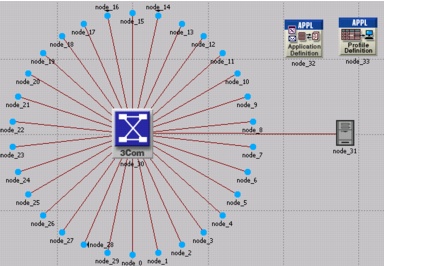 node_16
node_14
node_15
APPL
APPL
node_17
node_13
node_18
node_12
Application
Definition
Profile
Definition
node_19
node_11
node_32
node_33
node_20
node_10
node_21
node_9
node_22
node_8
3Com
node_30
node_31
node_23
node_7
node_24
node_6
node_25
node_5
node_26
node_4
node_27
node_3
node_28
node_2
node_29
node_0
node_1